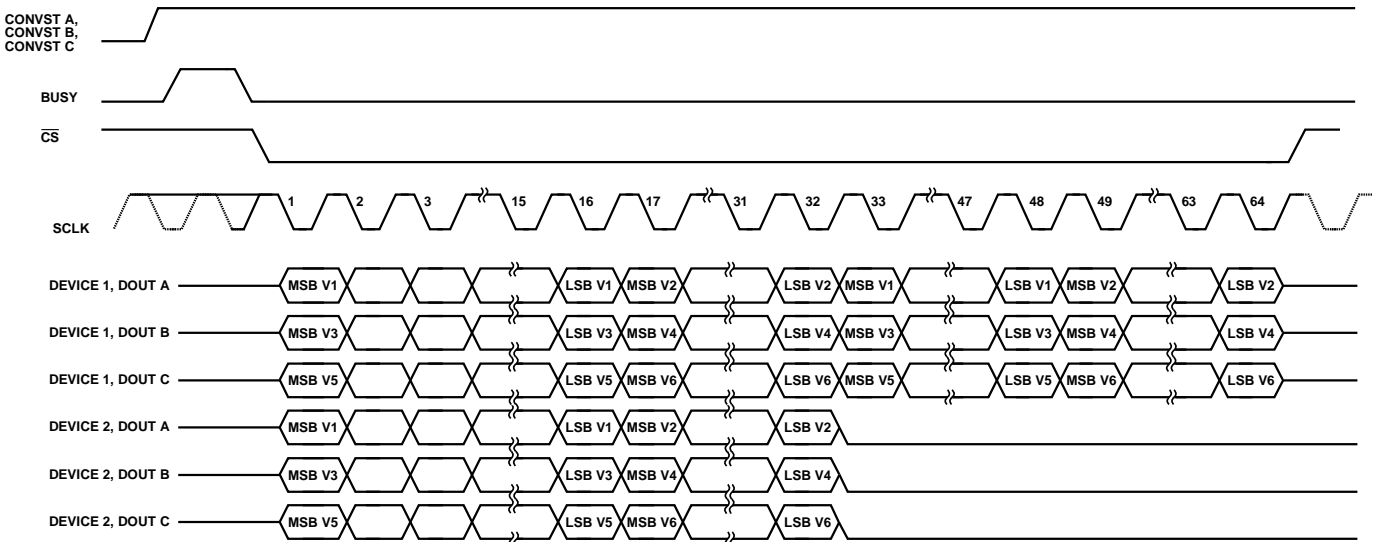 CONVST A,
CONVST B,
CONVST C
BUSY
CS
SCLK
1 2 3 15 16 17 31 32 33 47 48 49 63 64
DEVICE 1, DOUT A MSB V1 LSB V1 MSB V2 LSB V2 MSB V1 LSB V1 MSB V2 LSB V2
DEVICE 1, DOUT B MSB V3 LSB V3 MSB V4 LSB V4 MSB V3 LSB V3 MSB V4 LSB V4
DEVICE 1, DOUT C MSB V5 LSB V5 MSB V6 LSB V6 MSB V5 LSB V5 MSB V6 LSB V6
DEVICE 2, DOUT A MSB V1 LSB V1 MSB V2 LSB V2
DEVICE 2, DOUT B MSB V3 LSB V3 MSB V4 LSB V4
DEVICE 2, DOUT C MSB V5 LSB V5 MSB V6 LSB V6